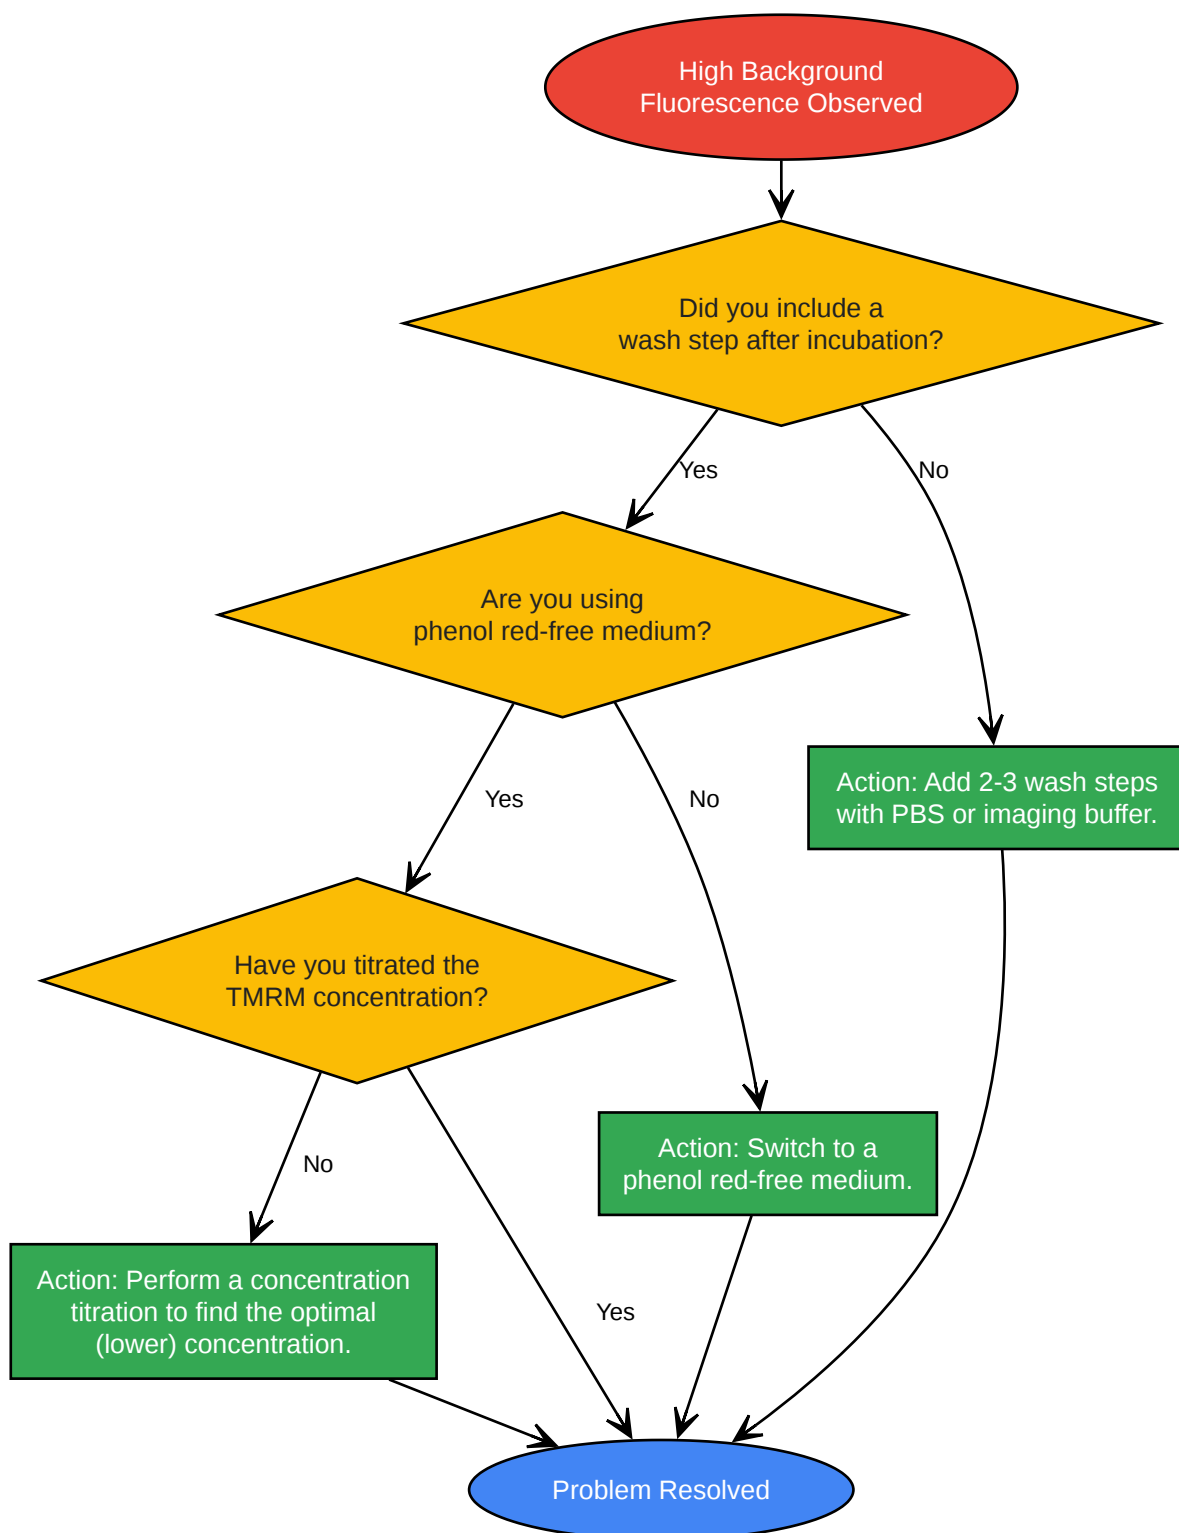 High Background
Fluorescence Observed
Did you include a
wash step after incubation?
Yes
No
Are you using
phenol red-free medium?
Yes
No
Action: Add 2-3 wash steps
with PBS or imaging buffer.
Have you titrated the
TMRM concentration?
No
Yes
Action: Switch to a
phenol red-free medium.
Action: Perform a concentration
titration to find the optimal
(lower) concentration.
Problem Resolved